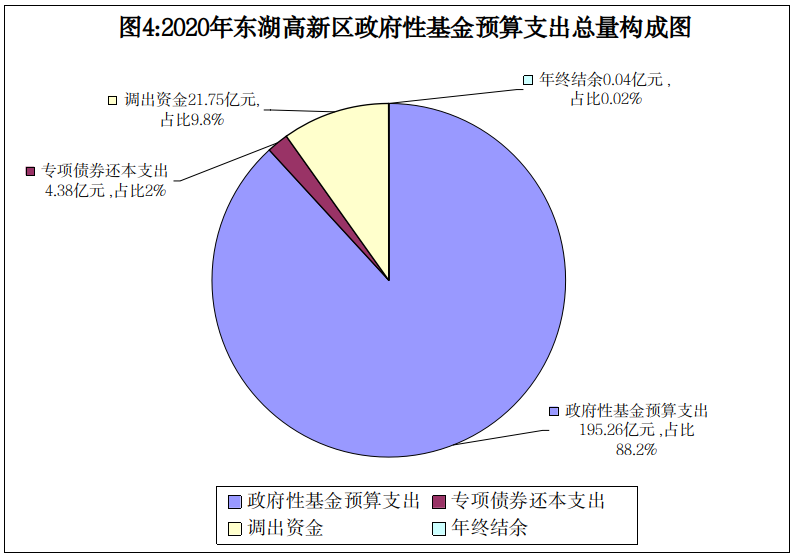 图4:2020年东湖高新区政府性基金预算支出总量构成图
年终结余0.04亿元 ,
占比0.02%
调出资金21.75亿元,
占比9.8%
专项债券还本支出
4.38亿元 ,占比2%
政府性基金预算支出
195.26亿元 ,占比
88.2%
政府性基金预算支出 专项债券还本支出
调出资金 年终结余